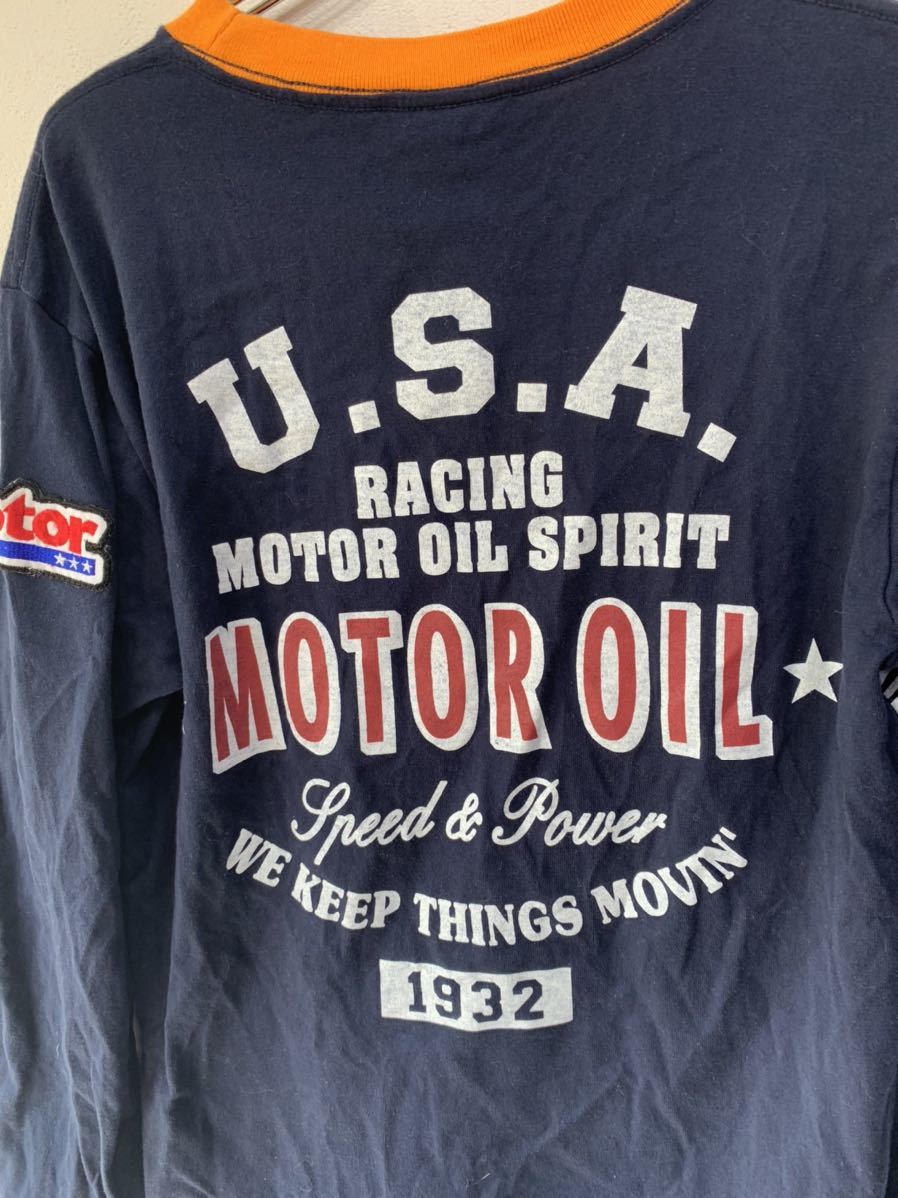 U.S.A.
RACING
MOTOR OIL SPIRIT
MOTOR OIL
Speed & Power
WE KEEP THINGS MOVIN'
1932